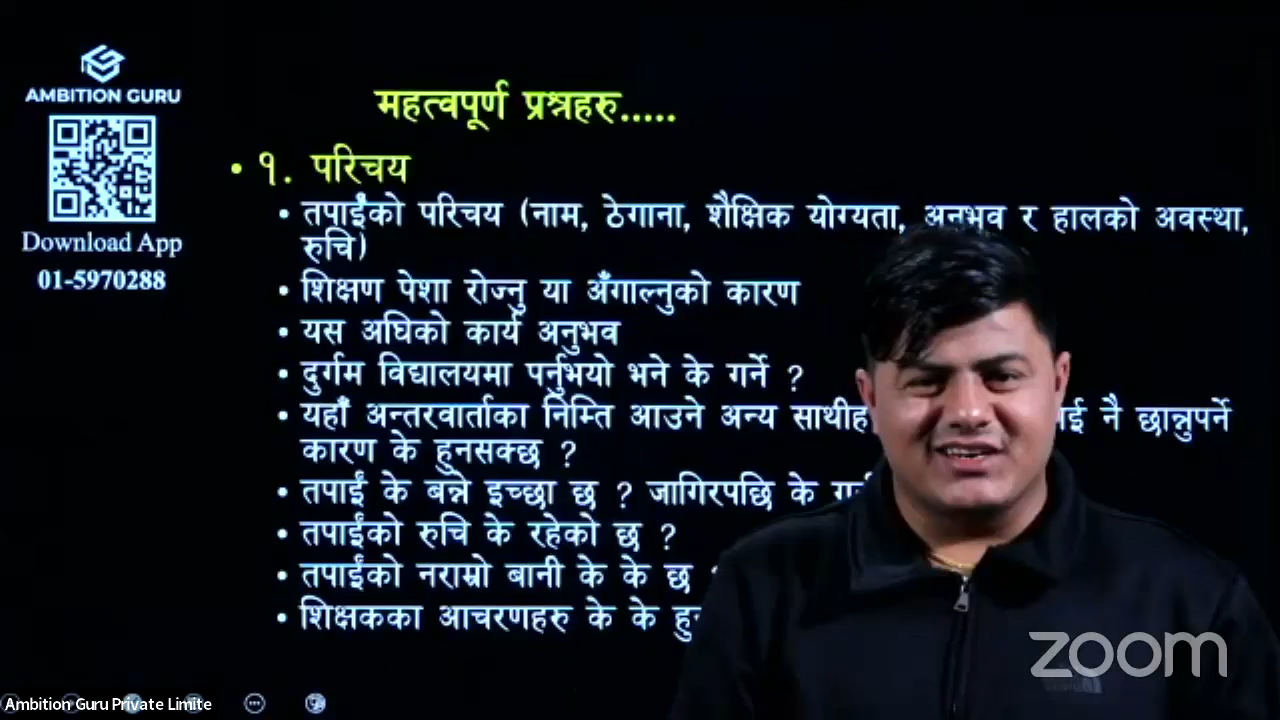 AMBITION GURU
Download App
01-5970288
महत्वपूर्ण प्रश्नहरु.....
• १. परिचय
• तपाईंको परिचय (नाम, ठेगाना, शैक्षिक योग्यता, अनुभव र हालको अवस्था,
रुचि)
• शिक्षण पेशा रोज्नु या अँगाल्नुको कारण
• यस अघिको कार्य अनुभव
• दुर्गम विद्यालयमा पर्नुभयो भने के गर्ने ?
• यहाँ अन्तरवार्ताका निम्ति आउने अन्य नै छान्नुपर्ने
कारण के हुनसक्छ ?
• तपाईं के बन्ने इच्छा छ ? जागिरपछि के
• तपाईंको रुचि के रहेको छ ?
• तपाईंको नराम्रो बानी के के छ
• शिक्षकका आचरणहरु के के
zoom
Ambition Guru Private Limite